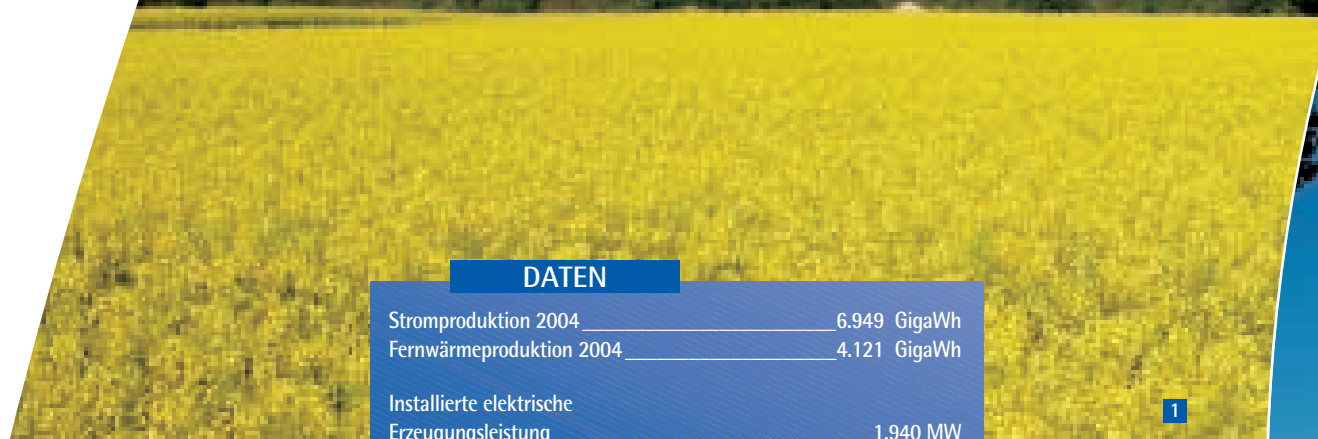 DATEN
Stromproduktion 2004 6.949 GigaWh
Fernwärmeproduktion 2004 4.121 GigaWh
Installierte elektrische
Erzeugungsleistung 1.940 MW
1